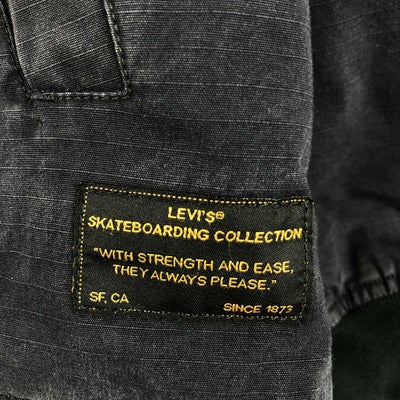 LEVI'S®
SKATEBOARDING COLLECTION
"WITH STRENGTH AND EASE,
THEY ALWAYS PLEASE."
SF, CA
SINCE 1873